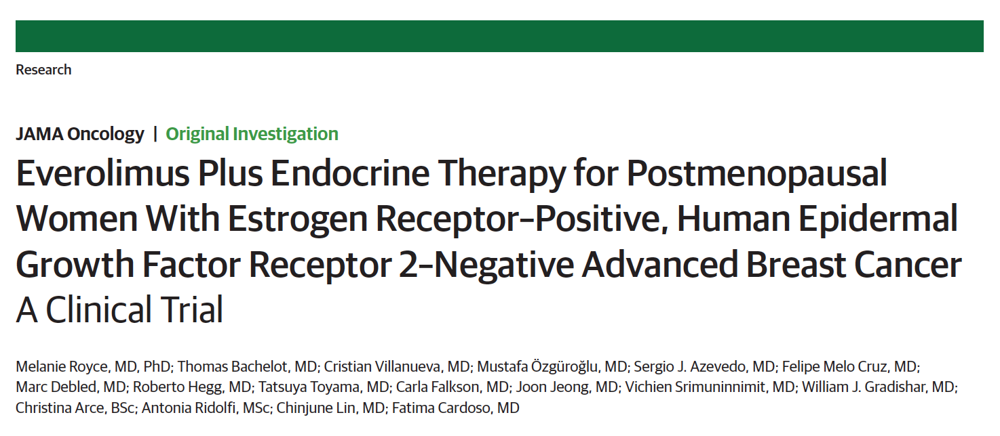 Research
JAMA Oncology | Original Investigation
Everolimus Plus Endocrine Therapy for Postmenopausal
Women With Estrogen Receptor–Positive, Human Epidermal
Growth Factor Receptor 2–Negative Advanced Breast Cancer
A Clinical Trial
Melanie Royce, MD, PhD; Thomas Bachelot, MD; Cristian Villanueva, MD; Mustafa Özgüroğlu, MD; Sergio J. Azevedo, MD; Felipe Melo Cruz, MD;
Marc Debled, MD; Roberto Hegg, MD; Tatsuya Toyama, MD; Carla Falkson, MD; Joon Jeong, MD; Vichien Srimuninnimit, MD; William J. Gradishar, MD;
Christina Arce, BSc; Antonia Ridolfi, MSc; Chinjune Lin, MD; Fatima Cardoso, MD